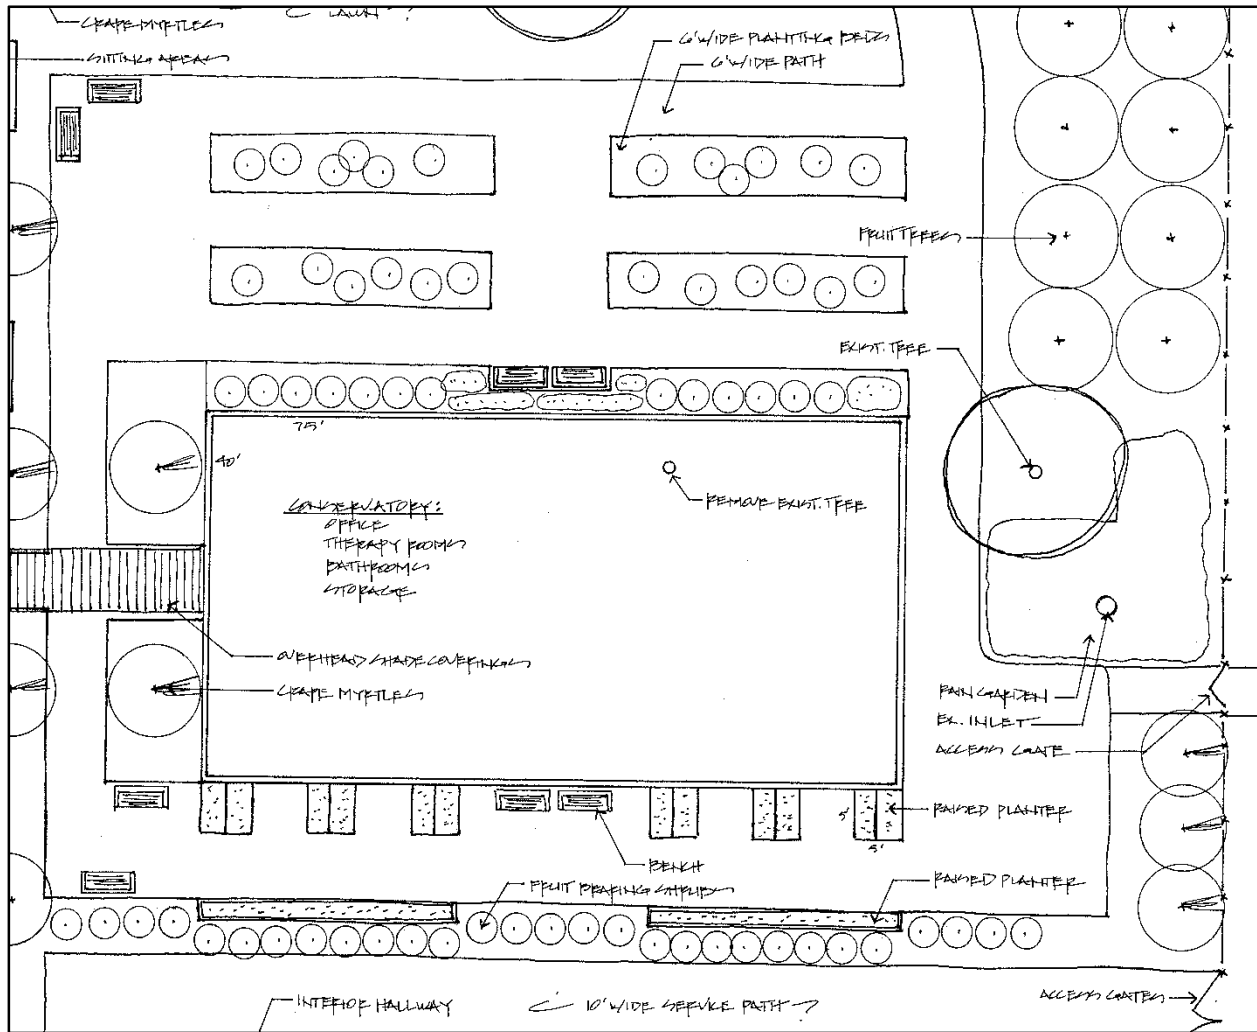 CRAPE MYRTLES
LAWN
SITTING AREAS
6' WIDE PLANTING BEDS
6' WIDE PATH
FRUIT TREES
EXIST. TREE
75'
40'
REMOVE EXIST. TREE
CONSERVATORY:
OFFICE
THERAPY ROOMS
BATHROOMS
STORAGE
OVERHEAD SHADE COVERINGS
CRAPE MYRTLES
RAIN GARDEN
EX. INLET
ACCESS GATE
RAISED PLANTER
5'
5'
BENCH
FRUIT BEARING SHRUBS
RAISED PLANTER
INTERIOR HALLWAY
10' WIDE SERVICE PATH
ACCESS GATES